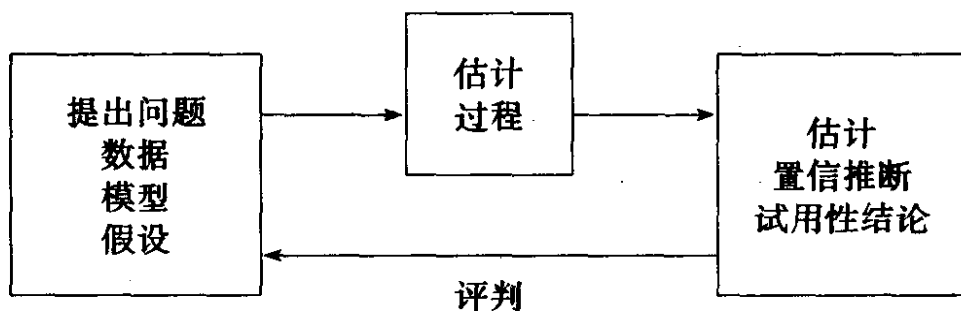 提出问题
数据
模型
假设
估计
过程
估计
置信推断
试用性结论
评判